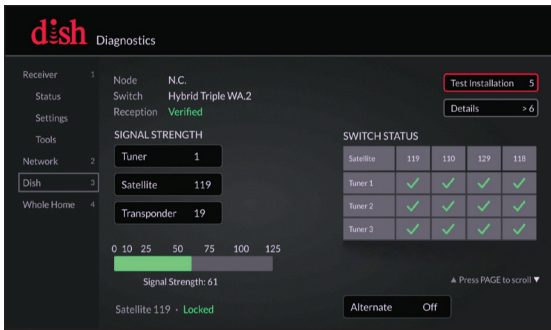 dish Diagnostics
Receiver 1
Status
Settings
Tools
Network 2
Dish 3
Whole Home 4
Node N.C.
Switch Hybrid Triple WA.2
Reception Verified
Test Installation 5
Details >6
SIGNAL STRENGTH
Tuner 1
Satellite 119
Transponder 19
0 10 25 50 75 100 125
Signal Strength: 61
Satellite 119 · Locked
SWITCH STATUS
Satellite 119 110 129 118
Tuner 1 ✓ ✓ ✓ ✓
Tuner 2 ✓ ✓ ✓ ✓
Tuner 3 ✓ ✓ ✓ ✓
▲ Press PAGE to scroll ▼
Alternate Off